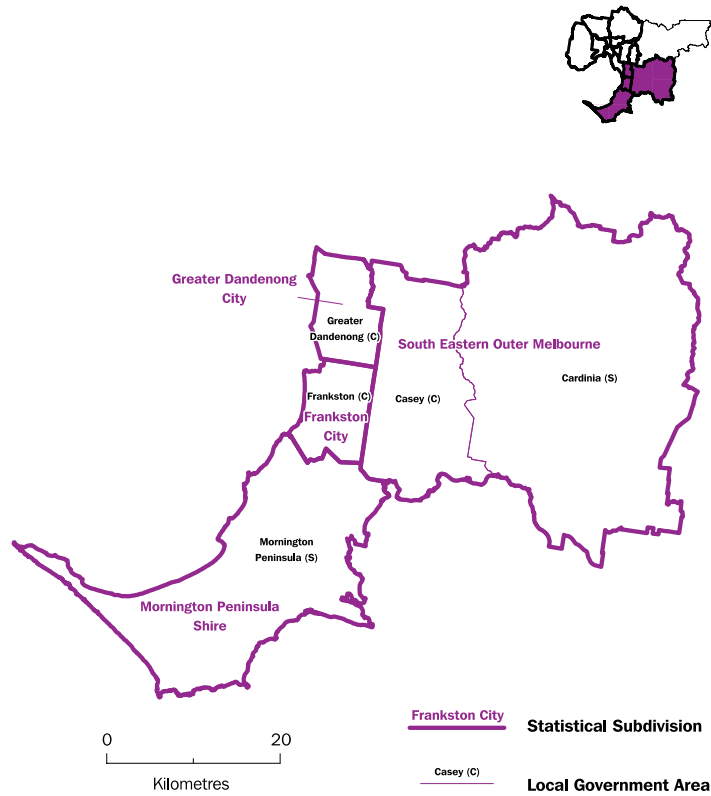 Greater Dandenong
City
Greater
Dandenong (C)
South Eastern Outer Melbourne
Cardinia (S)
Frankston (C)
Casey (C)
Frankston
City
Mornington
Peninsula (S)
Mornington Peninsula
Shire
Frankston City
Statistical Subdivision
0
20
Kilometres
Casey (C)
Local Government Area